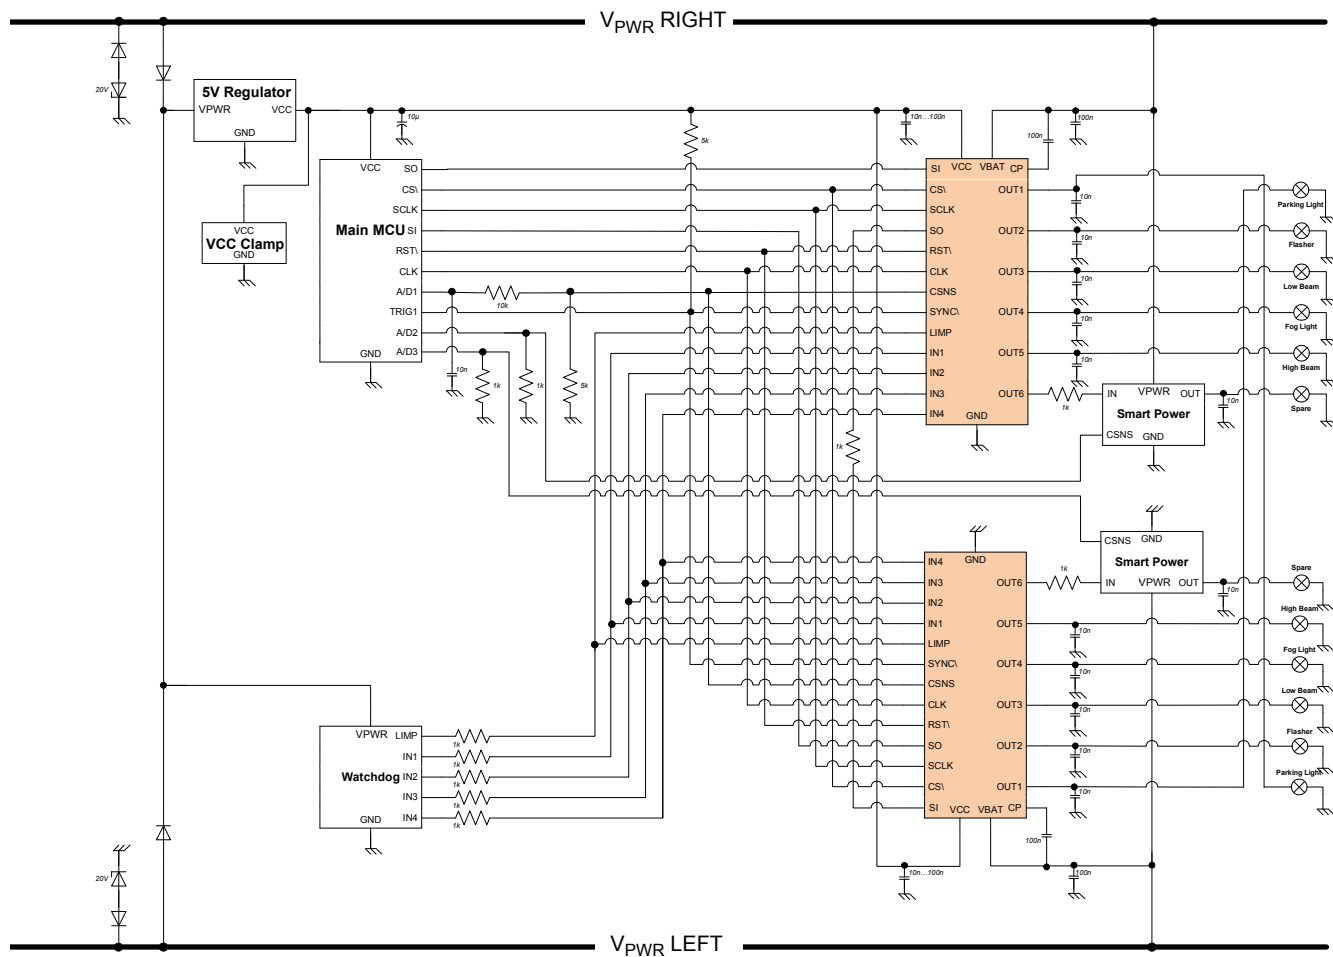 V_PWR RIGHT
20V
5V Regulator
VPWR VCC
GND
10µ
5k
10n...100n
100n
100n
VCC
GND
VCC Clamp
VCC
Main MCU
SO
CS\
SCLK
SI
RST\
CLK
A/D1
TRIG1
A/D2
A/D3
GND
10k
10n
1k
1k
5k
VCC VBAT CP
SI
CS\
SCLK
SO
RST\
CLK
CSNS
SYNC\
LIMP
IN1
IN2
IN3
IN4
GND
OUT1
OUT2
OUT3
OUT4
OUT5
OUT6
10n
10n
10n
10n
10n
1k
1k
IN VPWR OUT
Smart Power
CSNS GND
10n
Parking Light
Flasher
Low Beam
Fog Light
High Beam
Spare
CSNS GND
Smart Power
IN VPWR OUT
10n
1k
GND
IN4
IN3
IN2
IN1
LIMP
SYNC\
CSNS
CLK
RST\
SO
SCLK
CS\
SI
VCC VBAT CP
OUT6
OUT5
OUT4
OUT3
OUT2
OUT1
10n
10n
10n
10n
10n
Spare
High Beam
Fog Light
Low Beam
Flasher
Parking Light
VPWR
Watchdog
LIMP
IN1
IN2
IN3
IN4
GND
1k
1k
1k
1k
1k
100n
10n...100n
100n
20V
V_PWR LEFT